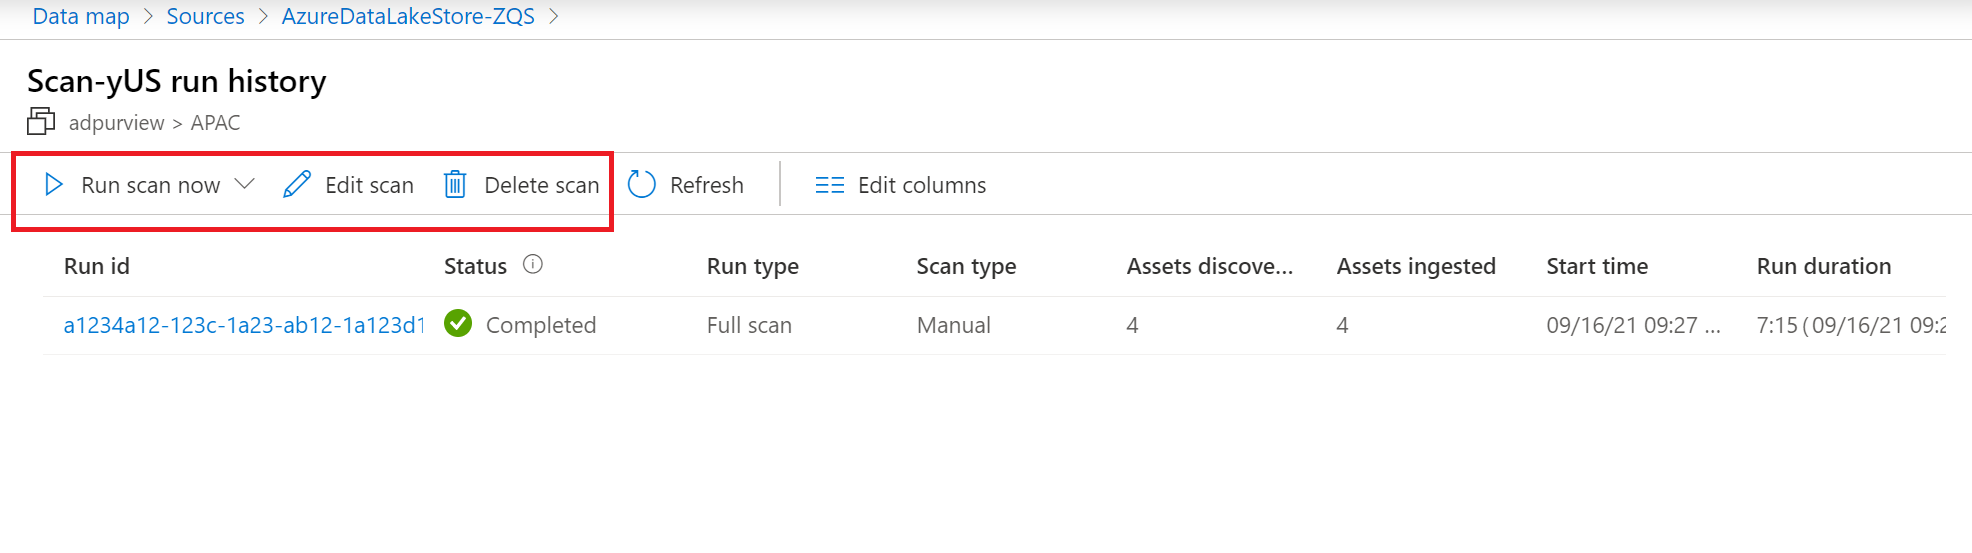 Data map > Sources > AzureDataLakeStore-ZQS >
Scan-yUS run history
adpurview > APAC
Run scan now Edit scan Delete scan Refresh Edit columns
Run id Status Run type Scan type Assets discove... Assets ingested Start time Run duration
a1234a12-123c-1a23-ab12-1a123d1 Completed Full scan Manual 4 4 09/16/21 09:27 ... 7:15 (09/16/21 09:2